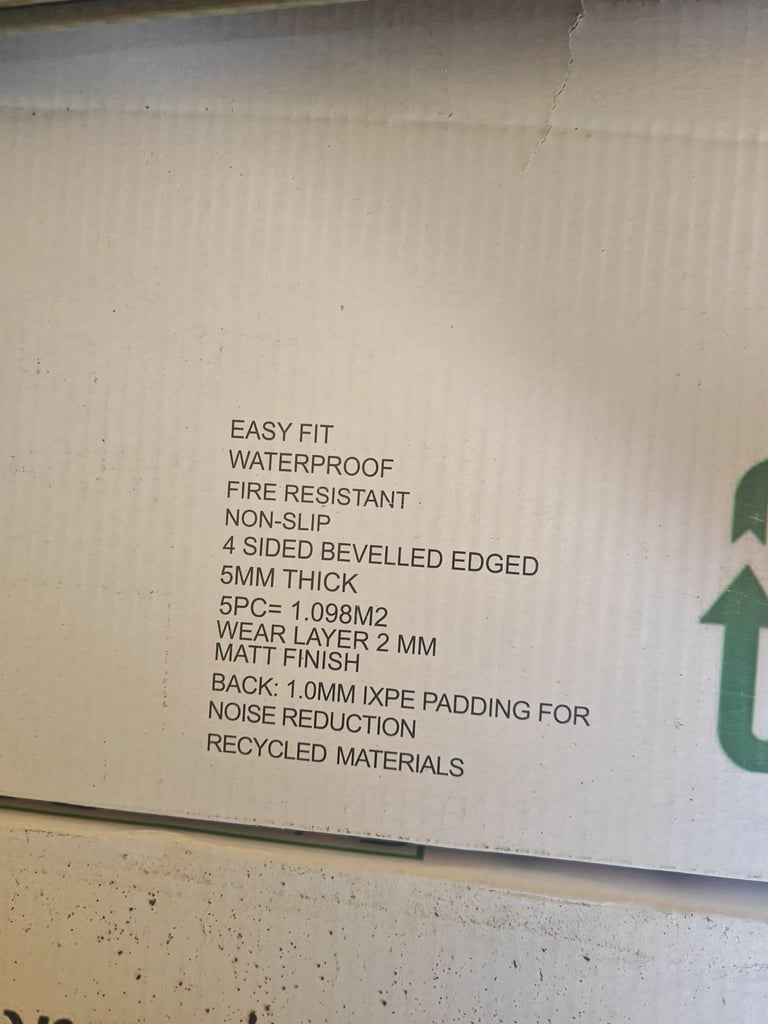 EASY FIT
WATERPROOF
FIRE RESISTANT
NON-SLIP
4 SIDED BEVELLED EDGED
5MM THICK
5PC= 1.098M2
WEAR LAYER 2 MM
MATT FINISH
BACK: 1.0MM IXPE PADDING FOR
NOISE REDUCTION
RECYCLED MATERIALS